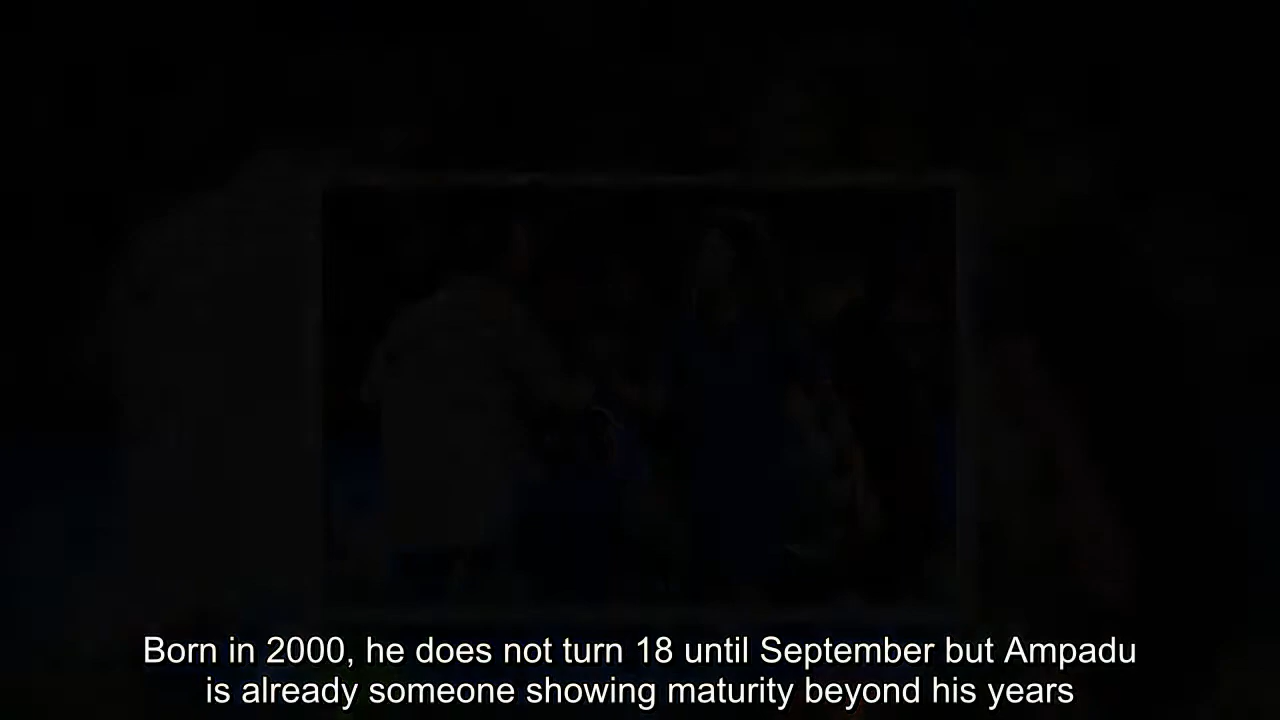 Born in 2000, he does not turn 18 until September but Ampadu
is already someone showing maturity beyond his years